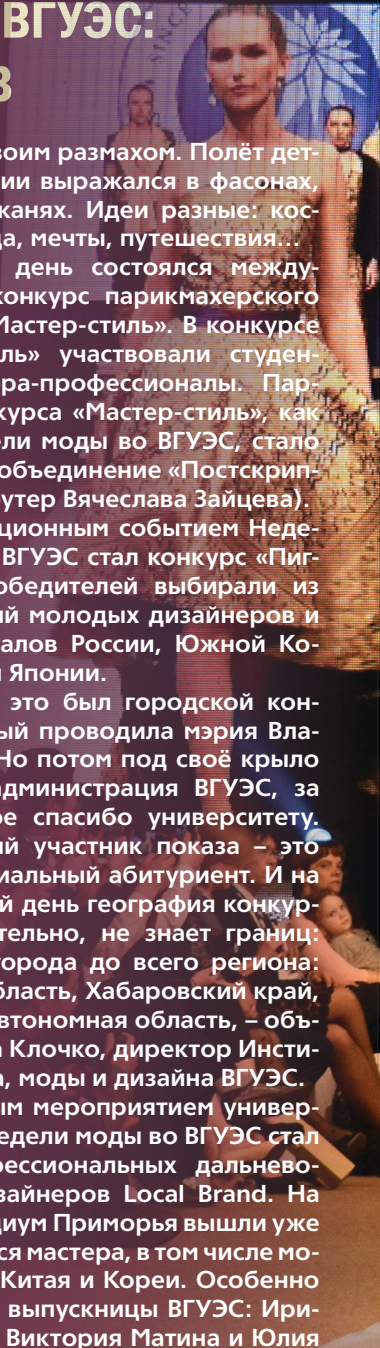 ВГУЭС:
в
воим размахом. Полёт дет-
ии выражался в фасонах,
канях. Идеи разные: кос-
да, мечты, путешествия…
день состоялся между-
конкурс парикмахерского
Мастер-стиль». В конкурсе
ль» участвовали студен-
ра-профессионалы. Пар-
курса «Мастер-стиль», как
ели моды во ВГУЭС, стало
объединение «Постскрип-
утер Вячеслава Зайцева).
ционным событием Неде-
ВГУЭС стал конкурс «Пиг-
обедителей выбирали из
ий молодых дизайнеров и
алов России, Южной Ко-
и Японии.
это был городской кон-
ый проводила мэрия Вла-
Но потом под своё крыло
администрация ВГУЭС, за
ое спасибо университету.
ий участник показа – это
иальный абитуриент. И на
й день география конкур-
тельно, не знает границ:
города до всего региона:
бласть, Хабаровский край,
втономная область, – объ-
а Клочко, директор Инсти-
а, моды и дизайна ВГУЭС.
ым мероприятием универ-
едели моды во ВГУЭС стал
фессиональных дальнево-
зайнеров Local Brand. На
диум Приморья вышли уже
ся мастера, в том числе мо-
Китая и Кореи. Особенно
выпускницы ВГУЭС: Ири-
Виктория Матина и Юлия